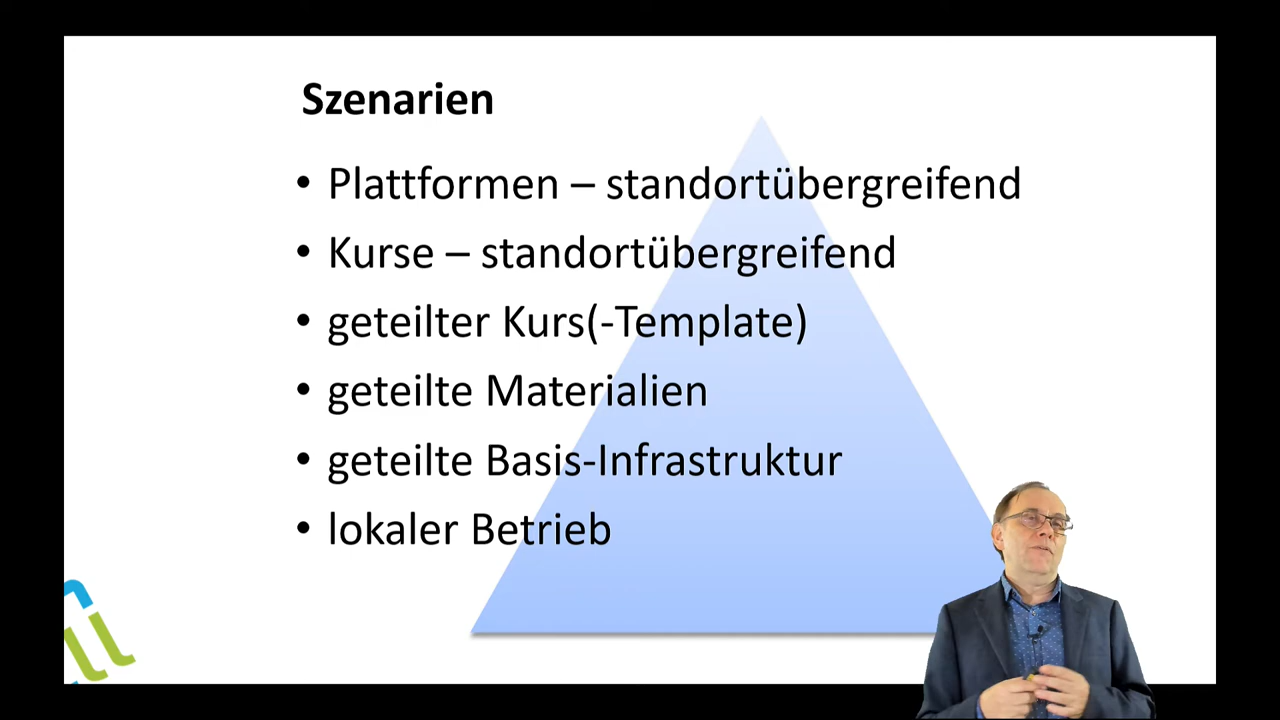 Szenarien
• Plattformen – standortübergreifend
• Kurse – standortübergreifend
• geteilter Kurs(-Template)
• geteilte Materialien
• geteilte Basis-Infrastruktur
• lokaler Betrieb